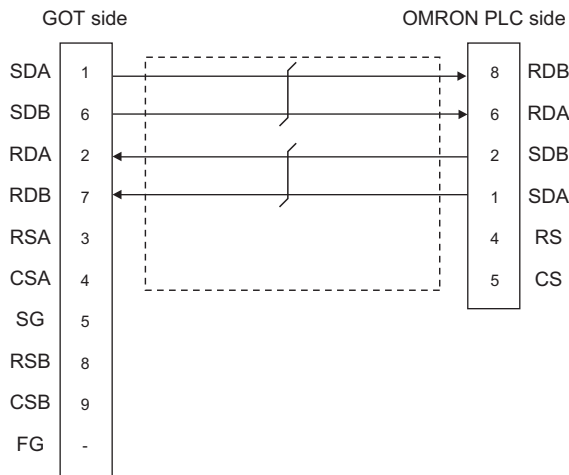 GOT side OMRON PLC side
SDA 1 8 RDB
SDB 6 6 RDA
RDA 2 2 SDB
RDB 7 1 SDA
RSA 3 4 RS
CSA 4 5 CS
SG 5
RSB 8
CSB 9
FG -